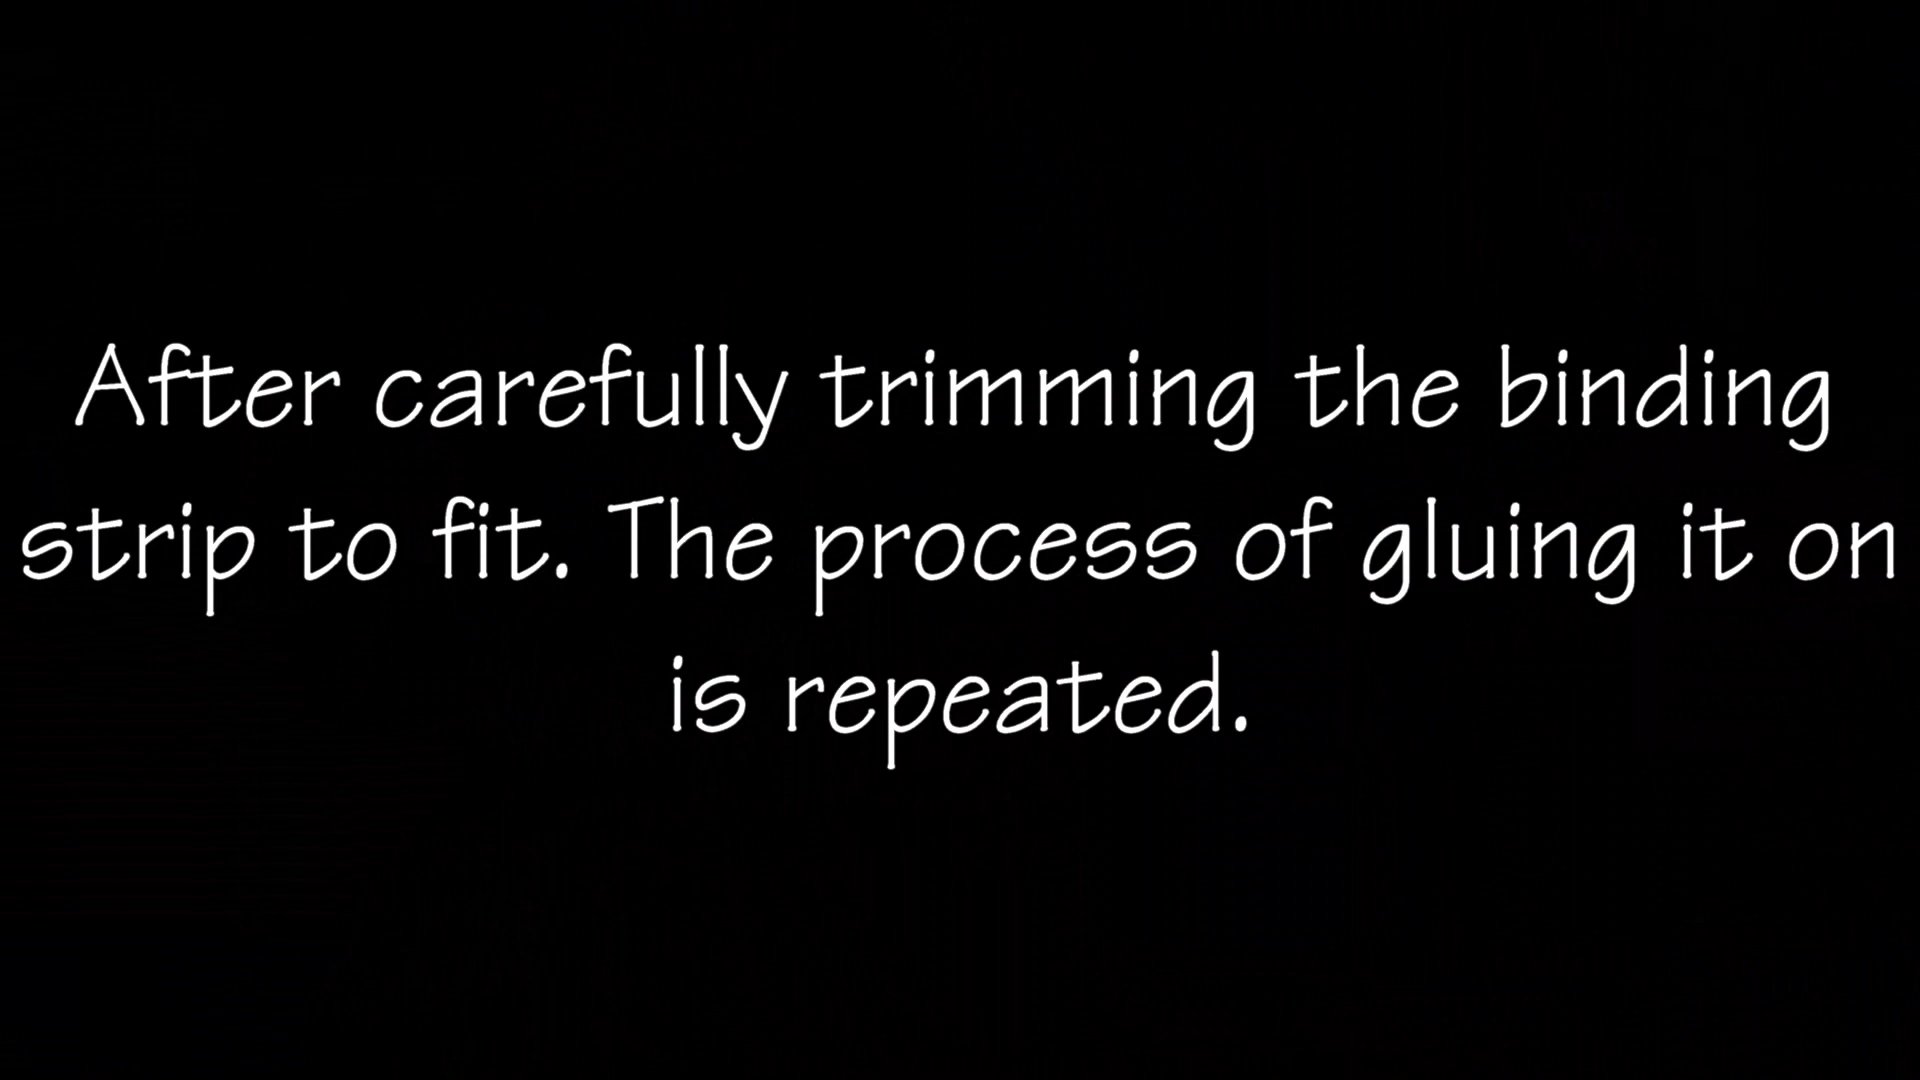 After carefully trimming the binding
strip to fit. The process of gluing it on
is repeated.